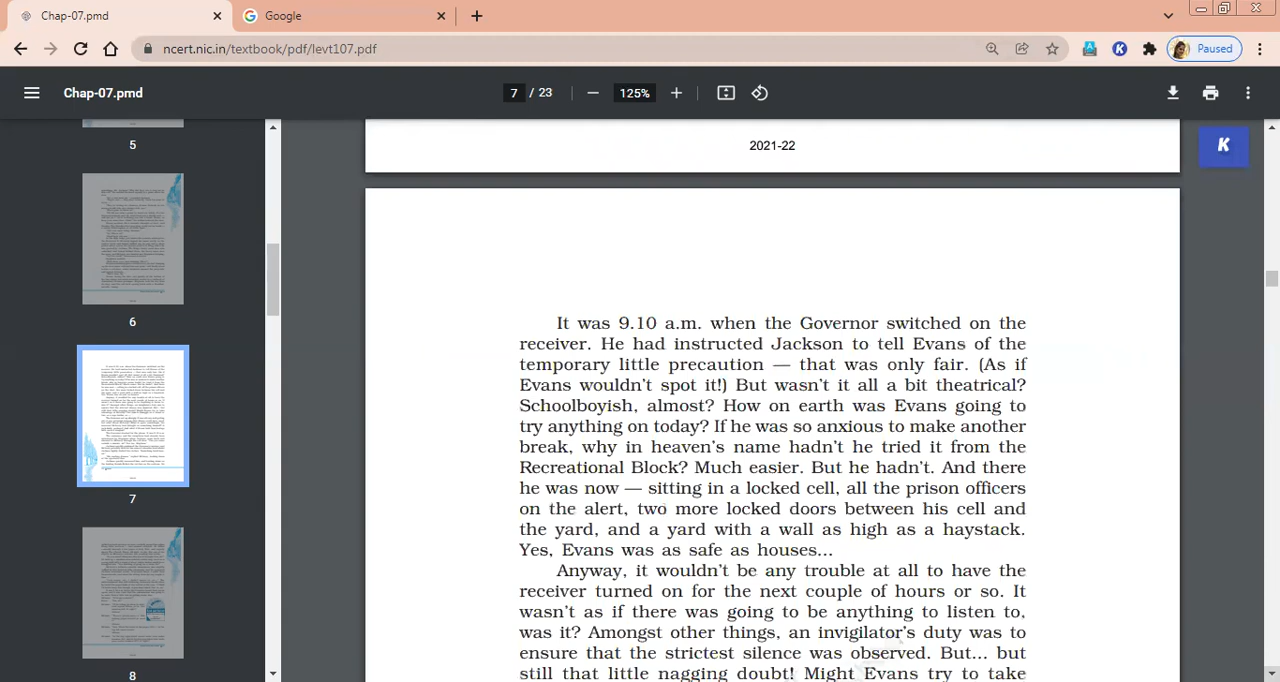 Chap-07.pmd
Google
ncert.nic.in/textbook/pdf/levt107.pdf
Paused
Chap-07.pmd
7 / 23
125%
5
6
7
8
2021-22
K
It was 9.10 a.m. when the Governor switched on the
receiver. He had instructed Jackson to tell Evans of the
temporary little precaution — that was only fair. (As if
Evans wouldn't spot it!) But wasn't it all a bit theatrical?
Schoolboyish, almost? How on earth was Evans going to
try anything on today? If he was so anxious to make another
break, why in heaven's name hadn't he tried it from the
Recreational Block? Much easier. But he hadn't. And there
he was now — sitting in a locked cell, all the prison officers
on the alert, two more locked doors between his cell and
the yard, and a yard with a wall as high as a haystack.
Yes, Evans was as safe as houses...
Anyway, it wouldn't be any trouble at all to have the
receiver turned on for the next couple of hours or so. It
wasn't as if there was going to be anything to listen to,
was it? Amongst other things, an invigilator's duty was to
ensure that the strictest silence was observed. But... but
still that little nagging doubt! Might Evans try to take